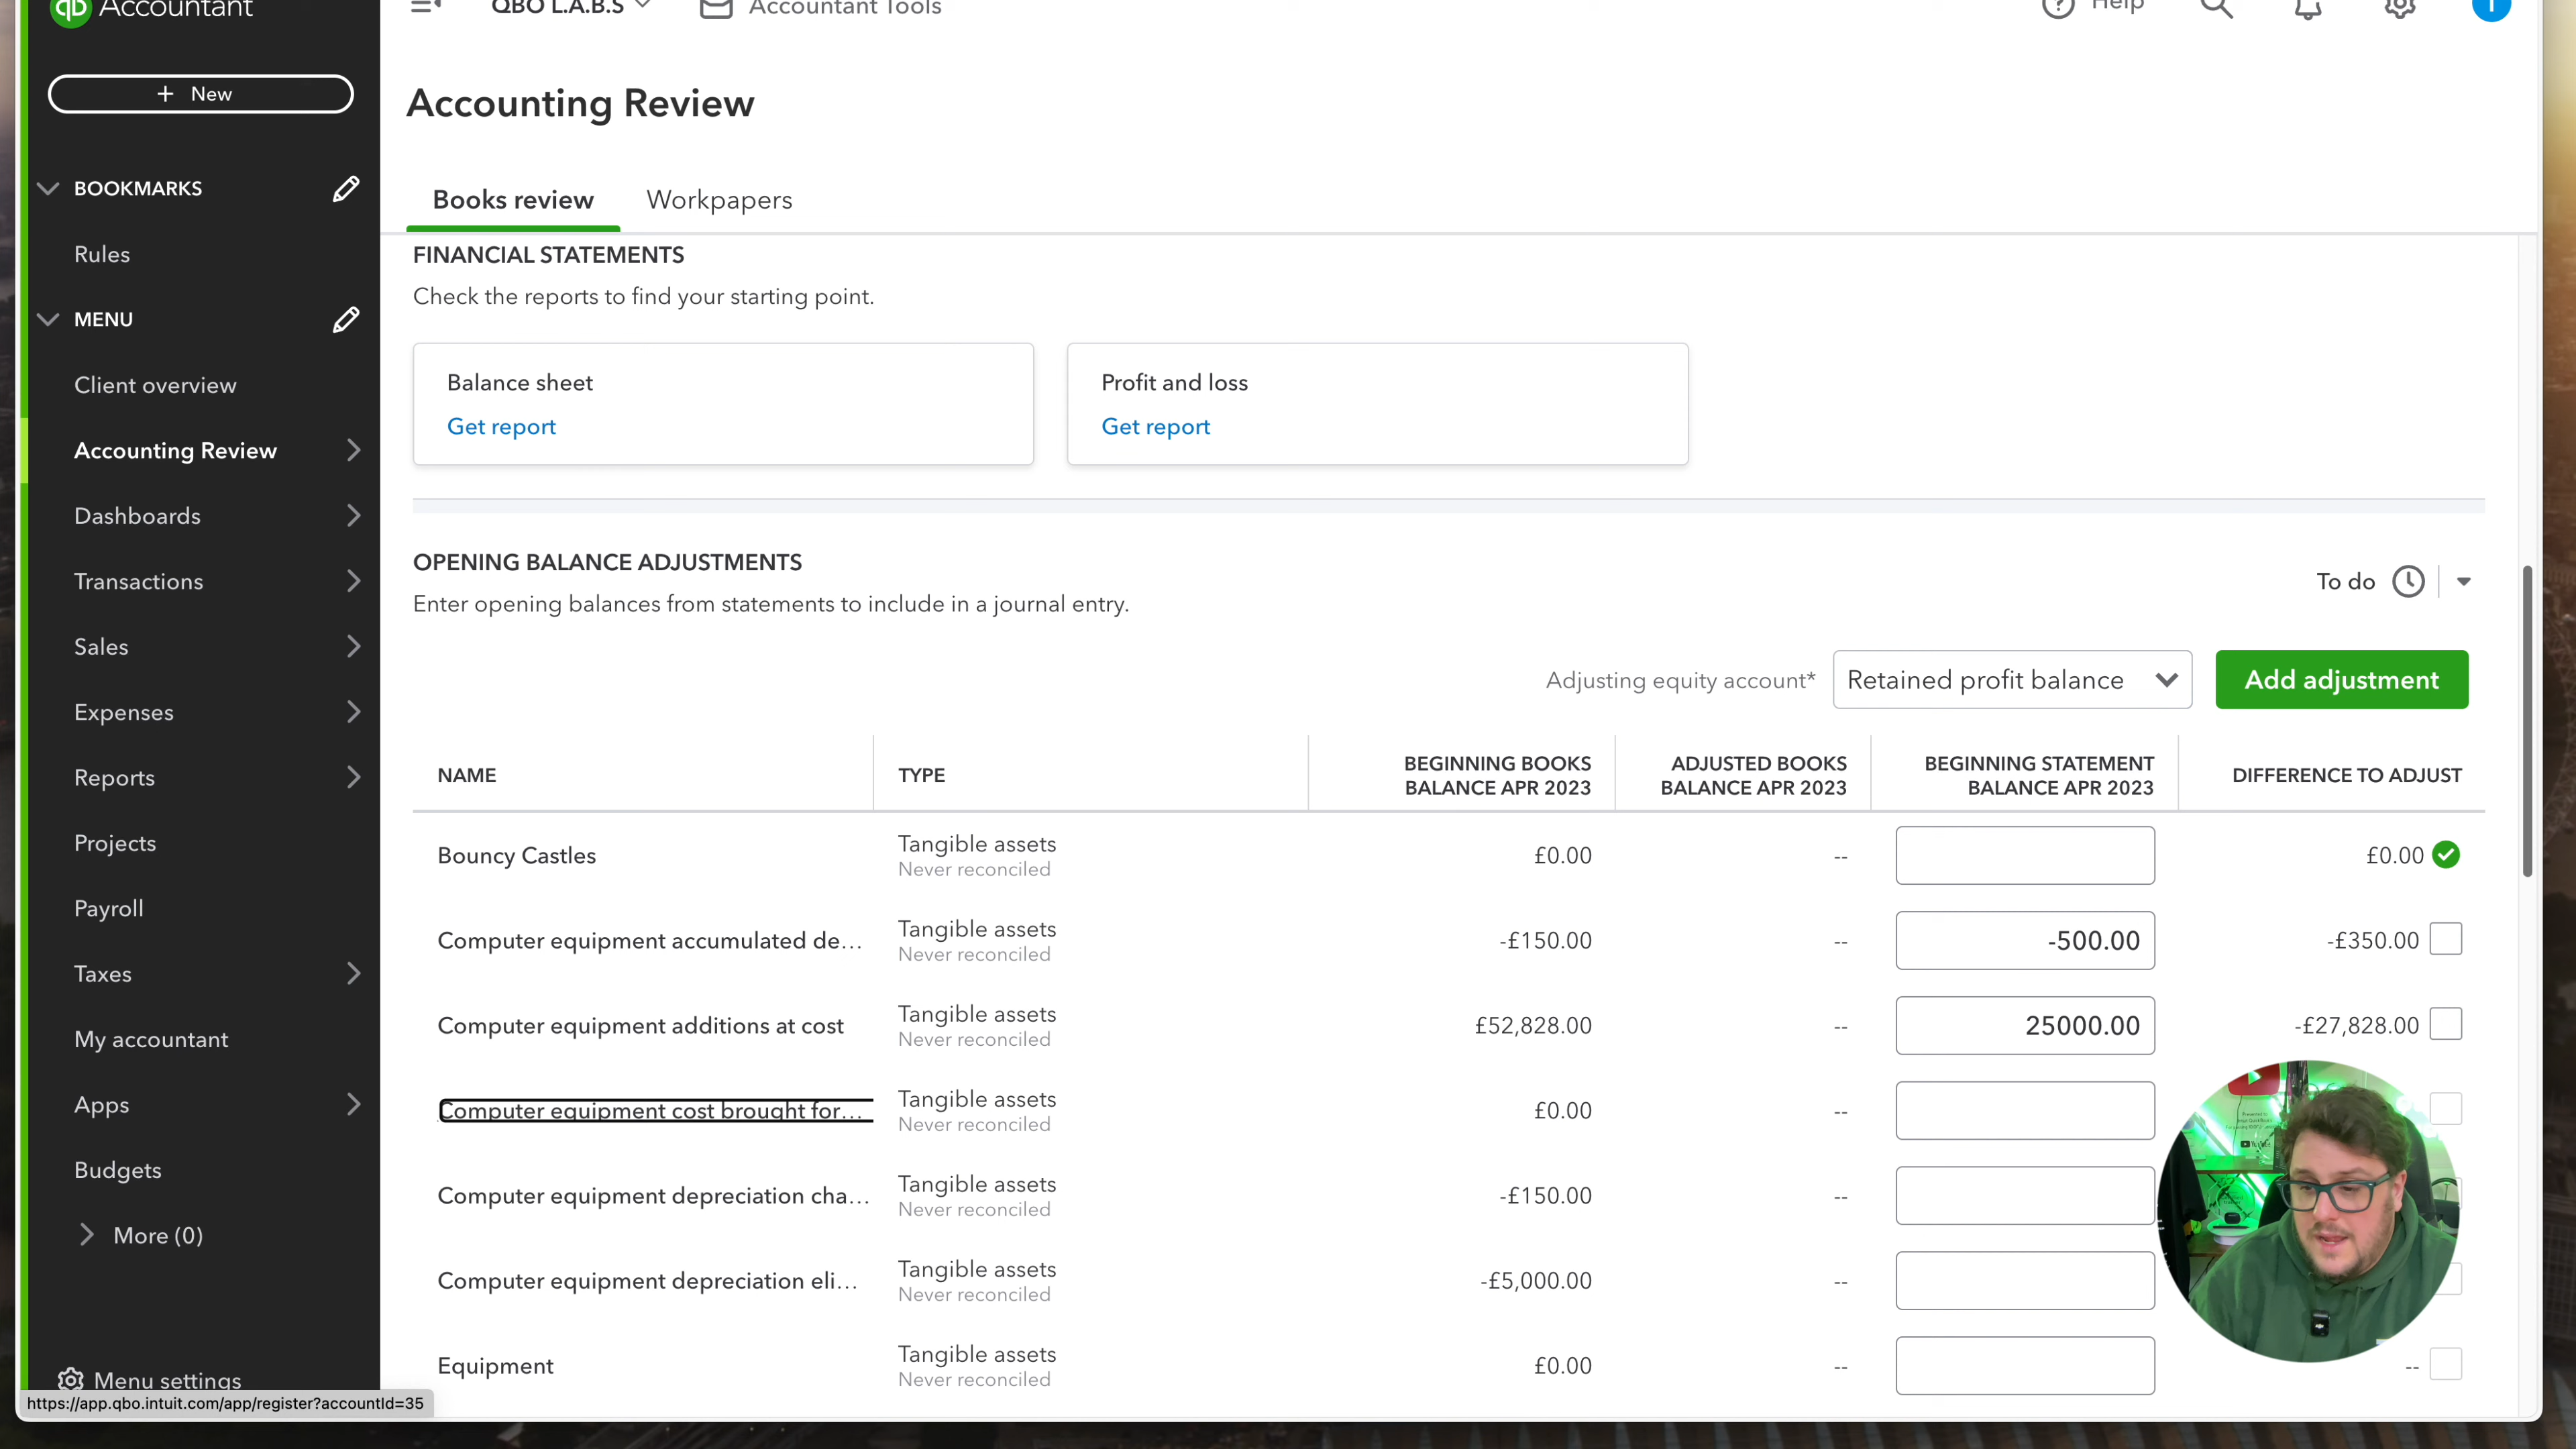 Accountant
QBO L.A.B.S
Accountant Tools
Help
+ New
BOOKMARKS
Rules
MENU
Client overview
Accounting Review
Dashboards
Transactions
Sales
Expenses
Reports
Projects
Payroll
Taxes
My accountant
Apps
Budgets
More (0)
Menu settings
https://app.qbo.intuit.com/app/register?accountId=35
Accounting Review
Books review Workpapers
FINANCIAL STATEMENTS
Check the reports to find your starting point.
Balance sheet
Get report
Profit and loss
Get report
OPENING BALANCE ADJUSTMENTS
Enter opening balances from statements to include in a journal entry.
To do
Adjusting equity account* Retained profit balance Add adjustment
NAME TYPE BEGINNING BOOKS BALANCE APR 2023 ADJUSTED BOOKS BALANCE APR 2023 BEGINNING STATEMENT BALANCE APR 2023 DIFFERENCE TO ADJUST
Bouncy Castles Tangible assets £0.00 -- £0.00
Never reconciled
Computer equipment accumulated de... Tangible assets -£150.00 -- -500.00 -£350.00
Never reconciled
Computer equipment additions at cost Tangible assets £52,828.00 -- 25000.00 -£27,828.00
Never reconciled
Computer equipment cost brought for... Tangible assets £0.00 --
Never reconciled
Computer equipment depreciation cha... Tangible assets -£150.00 --
Never reconciled
Computer equipment depreciation eli... Tangible assets -£5,000.00 --
Never reconciled
Equipment Tangible assets £0.00 -- --
Never reconciled